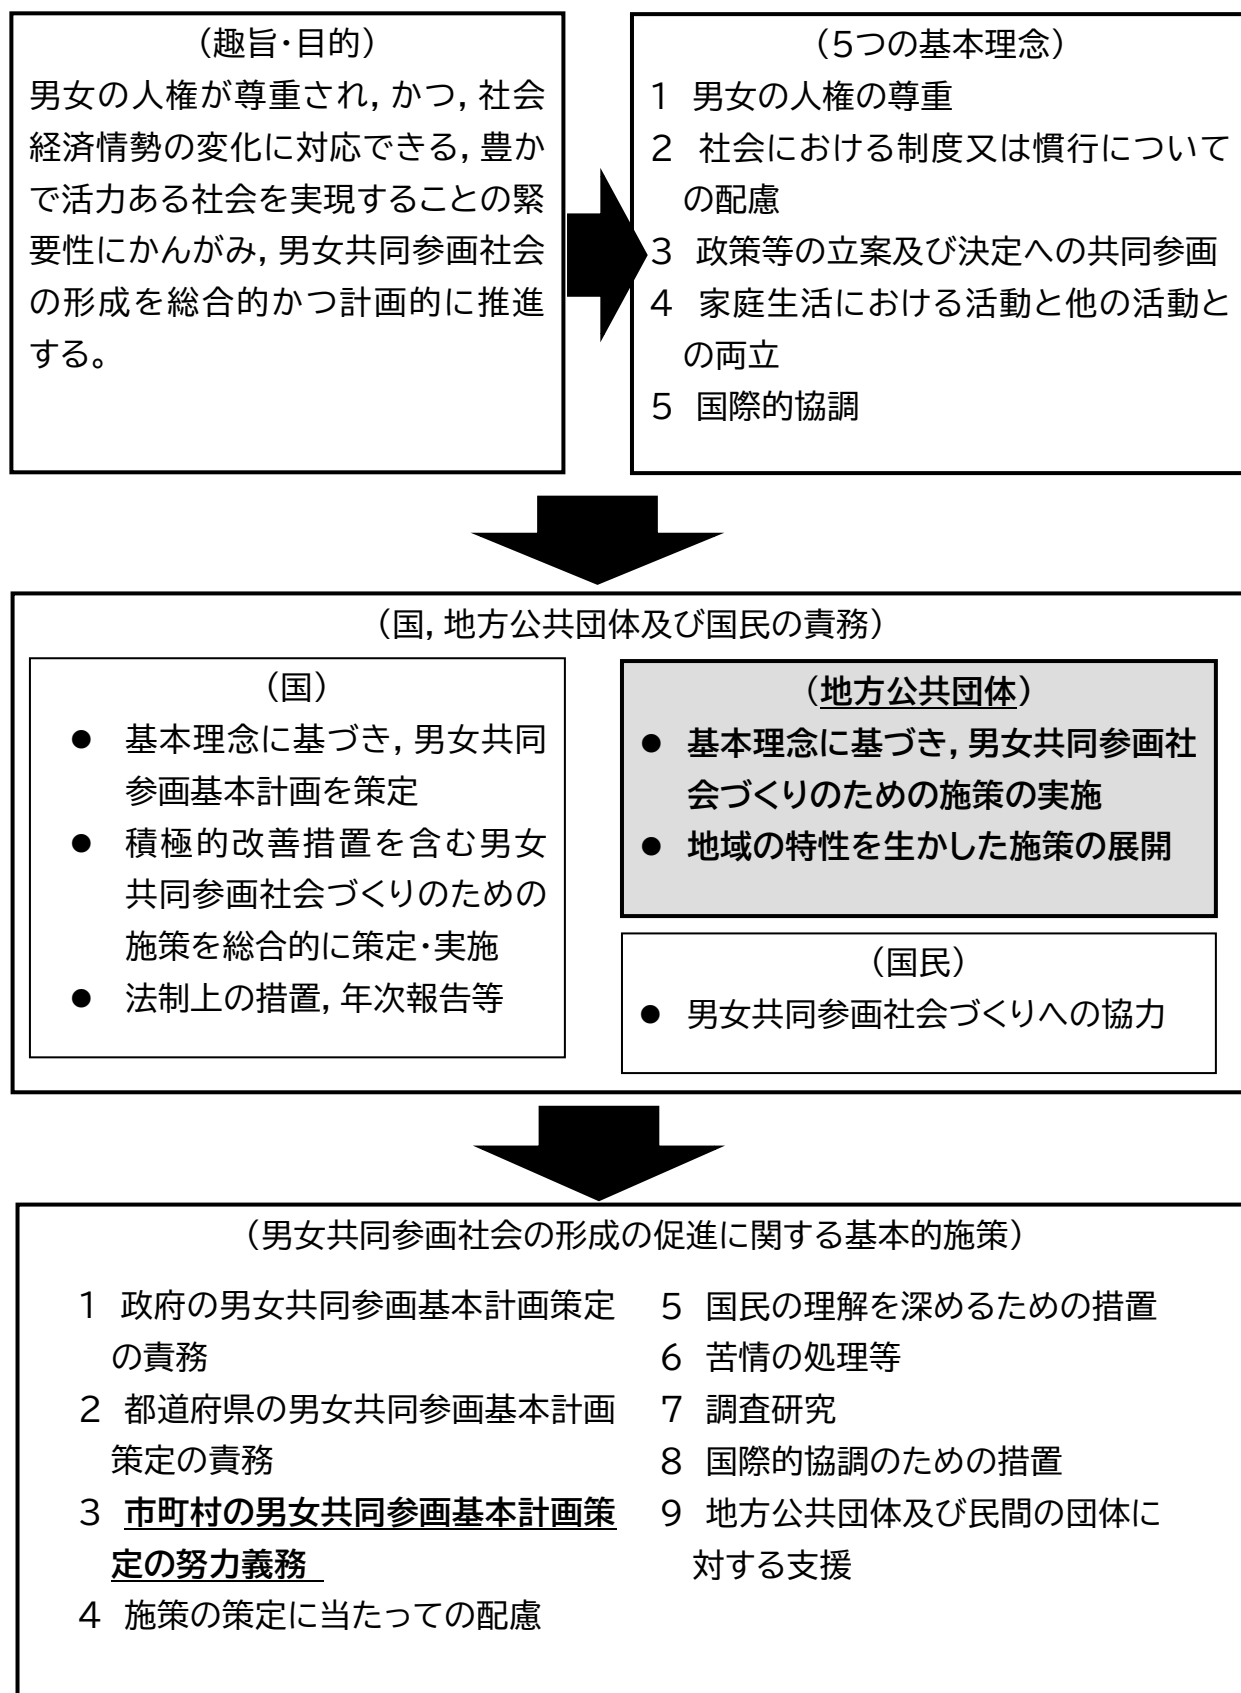 （趣旨・目的）
男女の人権が尊重され，かつ，社会
経済情勢の変化に対応できる，豊か
で活力ある社会を実現することの緊
要性にかんがみ，男女共同参画社会
の形成を総合的かつ計画的に推進
する。
（5つの基本理念）
1 男女の人権の尊重
2 社会における制度又は慣行について
の配慮
3 政策等の立案及び決定への共同参画
4 家庭生活における活動と他の活動と
の両立
5 国際的協調
（国，地方公共団体及び国民の責務）
（国）
● 基本理念に基づき，男女共同
参画基本計画を策定
● 積極的改善措置を含む男女
共同参画社会づくりのための
施策を総合的に策定・実施
● 法制上の措置，年次報告等
（地方公共団体）
● 基本理念に基づき，男女共同参画社
会づくりのための施策の実施
● 地域の特性を生かした施策の展開
（国民）
● 男女共同参画社会づくりへの協力
（男女共同参画社会の形成の促進に関する基本的施策）
1 政府の男女共同参画基本計画策定
の責務
2 都道府県の男女共同参画基本計画
策定の責務
3 市町村の男女共同参画基本計画策
定の努力義務
4 施策の策定に当たっての配慮
5 国民の理解を深めるための措置
6 苦情の処理等
7 調査研究
8 国際的協調のための措置
9 地方公共団体及び民間の団体に
対する支援